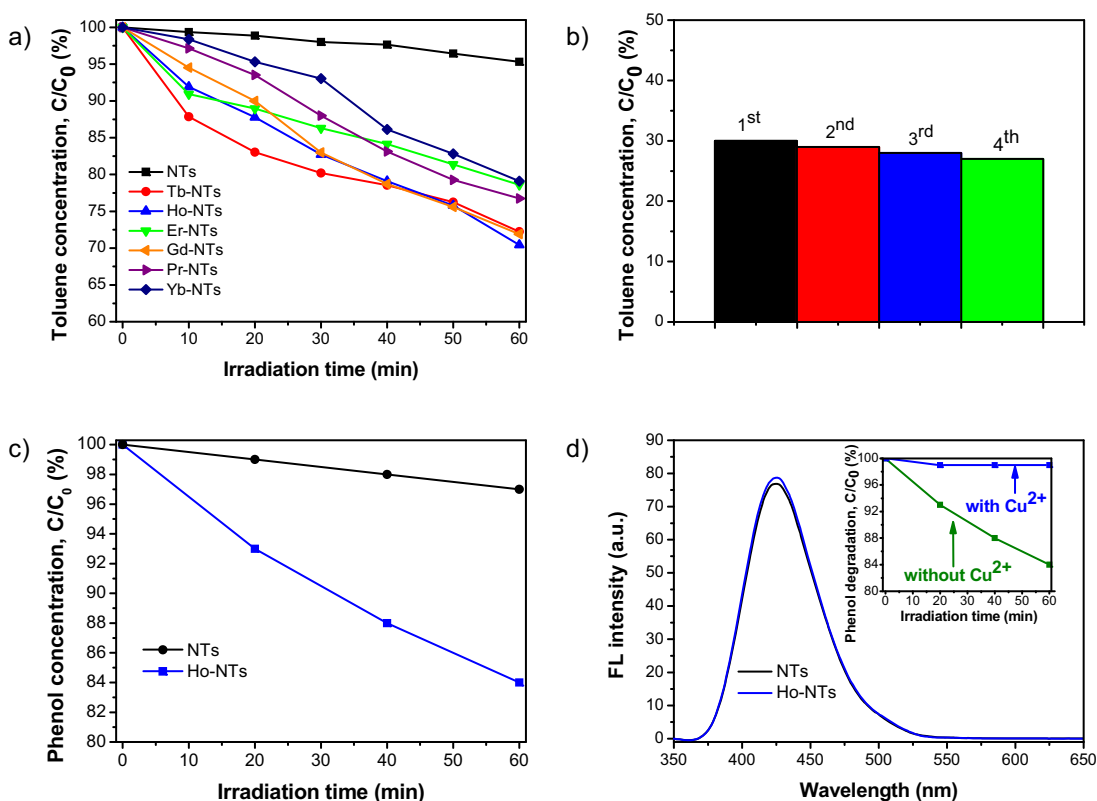 a)
Toluene concentration, C/C0 (%)
100
95
90
85
80
75
70
65
60
NTs
Tb-NTs
Ho-NTs
Er-NTs
Gd-NTs
Pr-NTs
Yb-NTs
0 10 20 30 40 50 60
Irradiation time (min)
b)
Toluene concentration, C/C0 (%)
50
40
30
20
10
0
1st 2nd 3rd 4th
c)
Phenol concentration, C/C0 (%)
100
98
96
94
92
90
88
86
84
82
80
NTs
Ho-NTs
0 10 20 30 40 50 60
Irradiation time (min)
d)
FL intensity (a.u.)
90
80
70
60
50
40
30
20
10
0
NTs
Ho-NTs
350 400 450 500 550 600 650
Wavelength (nm)
Phenol degradation, C/C0 (%)
100
96
92
88
84
80
with Cu2+
without Cu2+
0 10 20 30 40 50 60
Irradiation time (min)